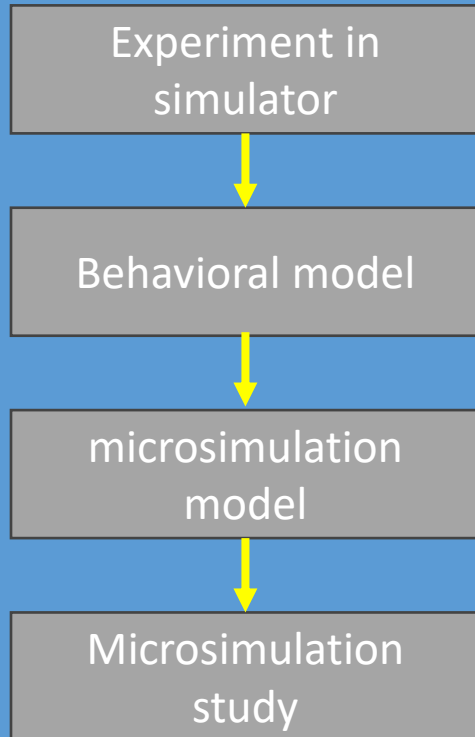 Experiment in
simulator
Behavioral model
microsimulation
model
Microsimulation
study